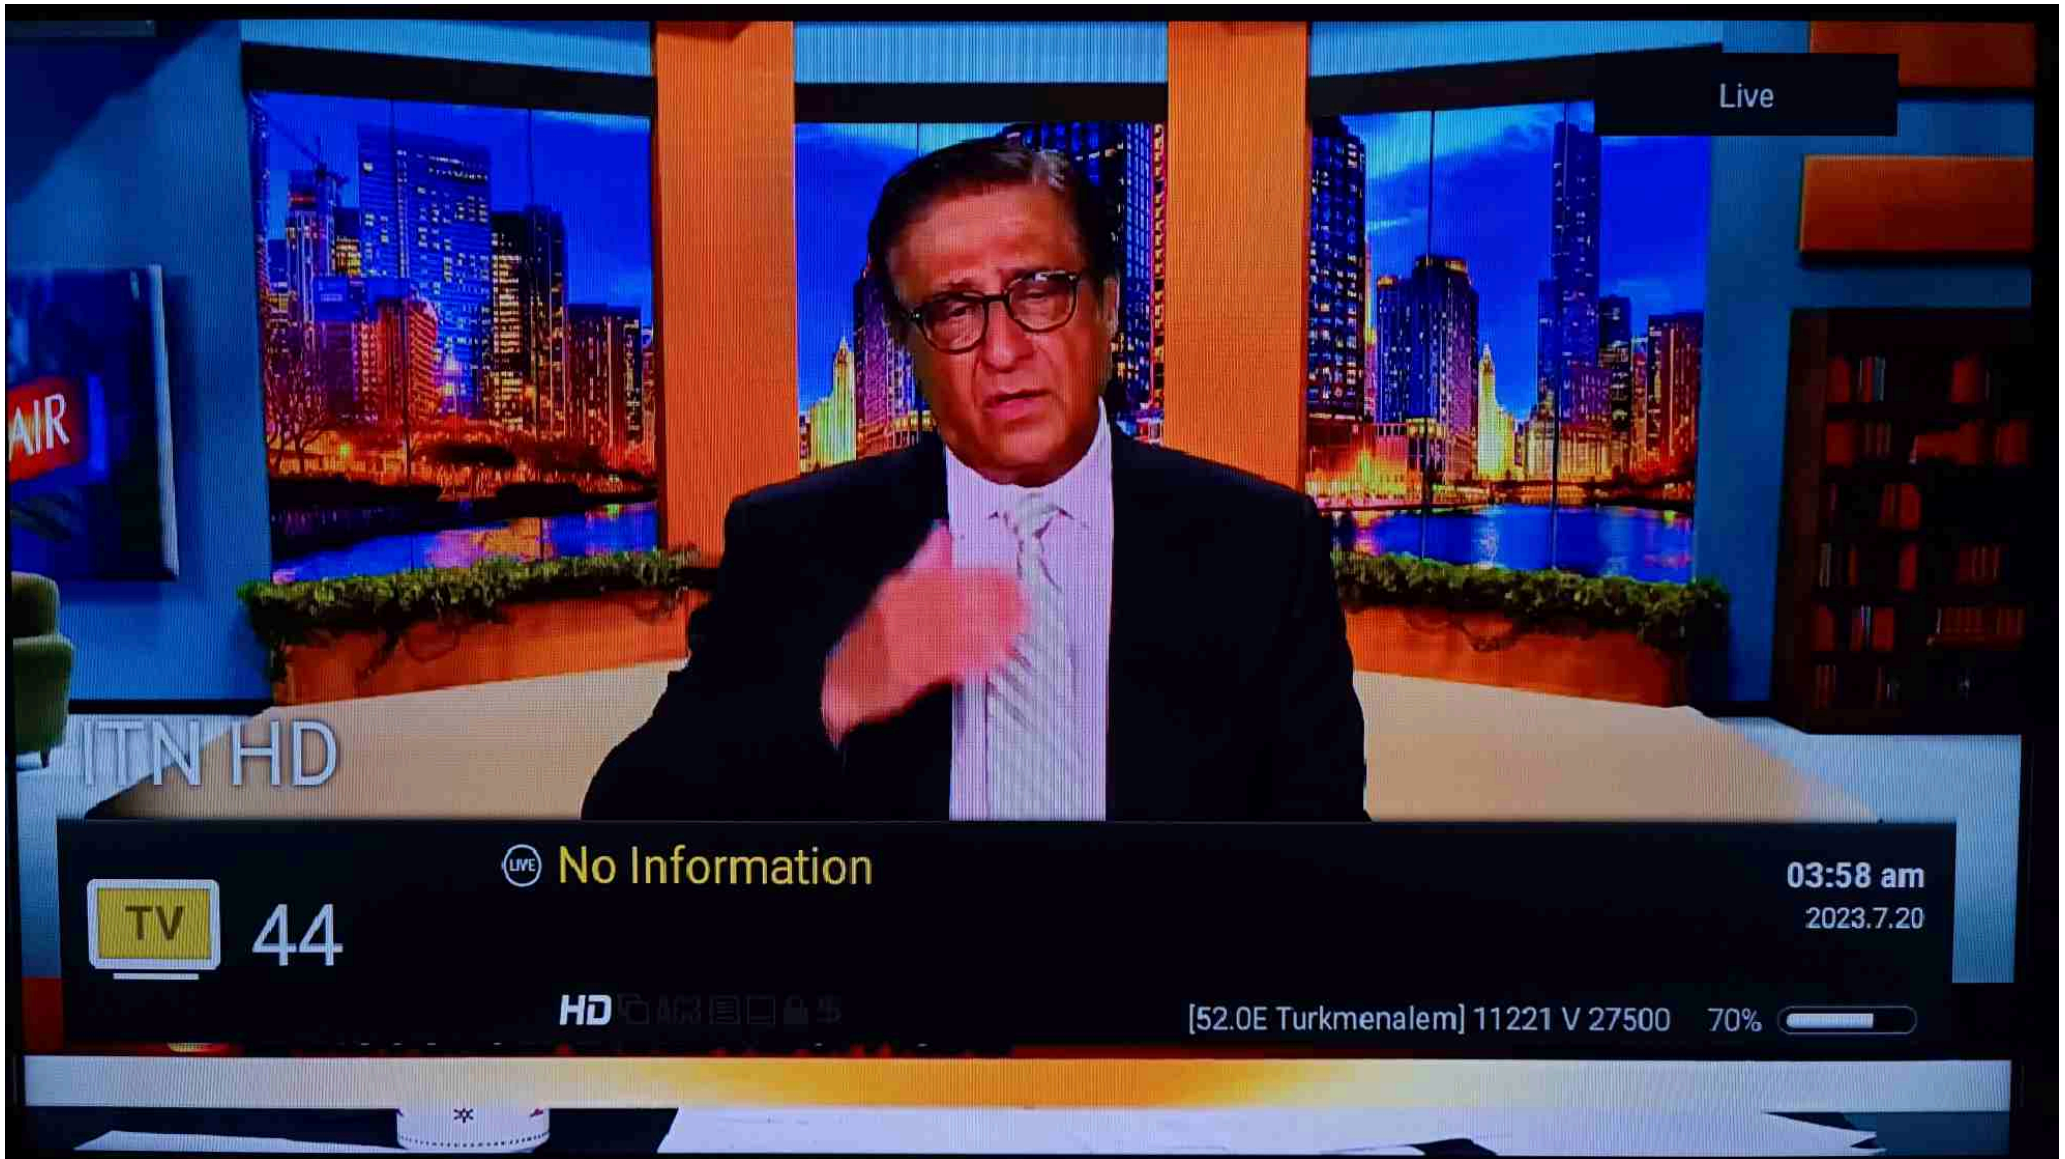 Live
AIR
ITN HD
LIVE No Information
03:58 am
TV 44
2023.7.20
HD
[52.0E Turkmenalem] 11221 V 27500 70%